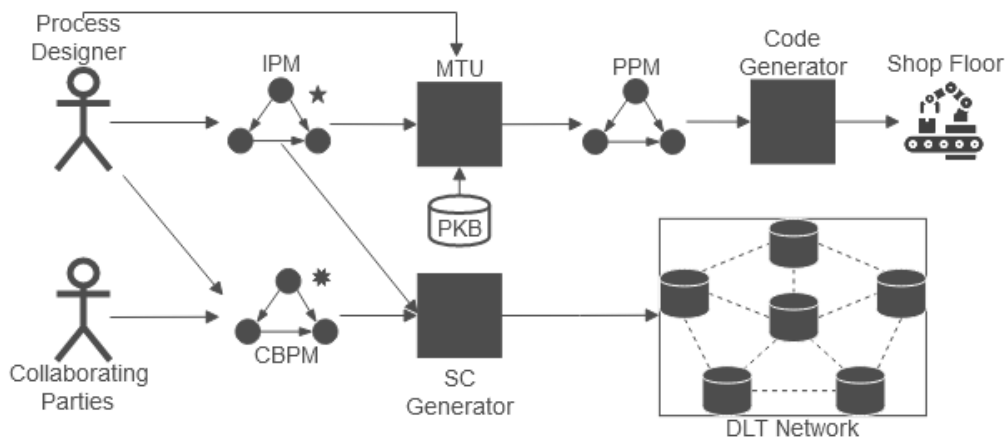 Process
Designer
IPM
MTU
PPM
Code
Generator
Shop Floor
PKB
CBPM
Collaborating
Parties
SC
Generator
DLT Network